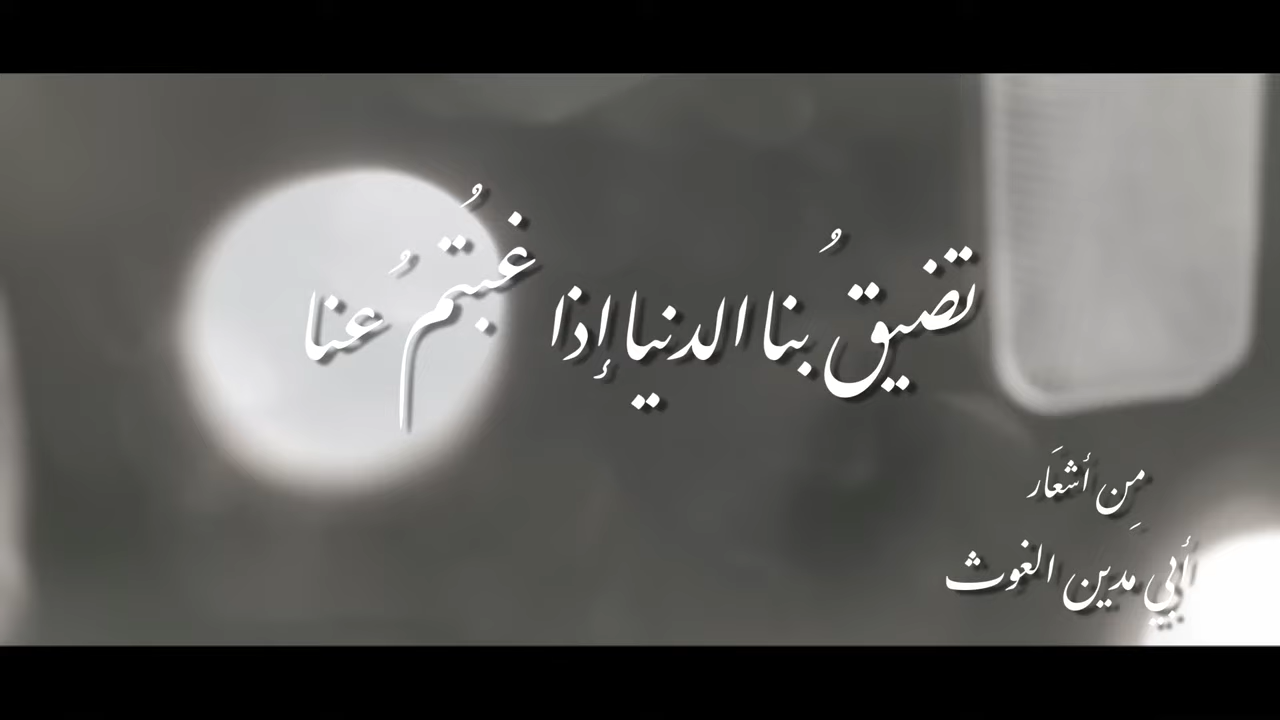 تضيقُ بنا الدنيا إذا غبتُمُ عنا
مِن أشعَار
أبي مدين الغوث